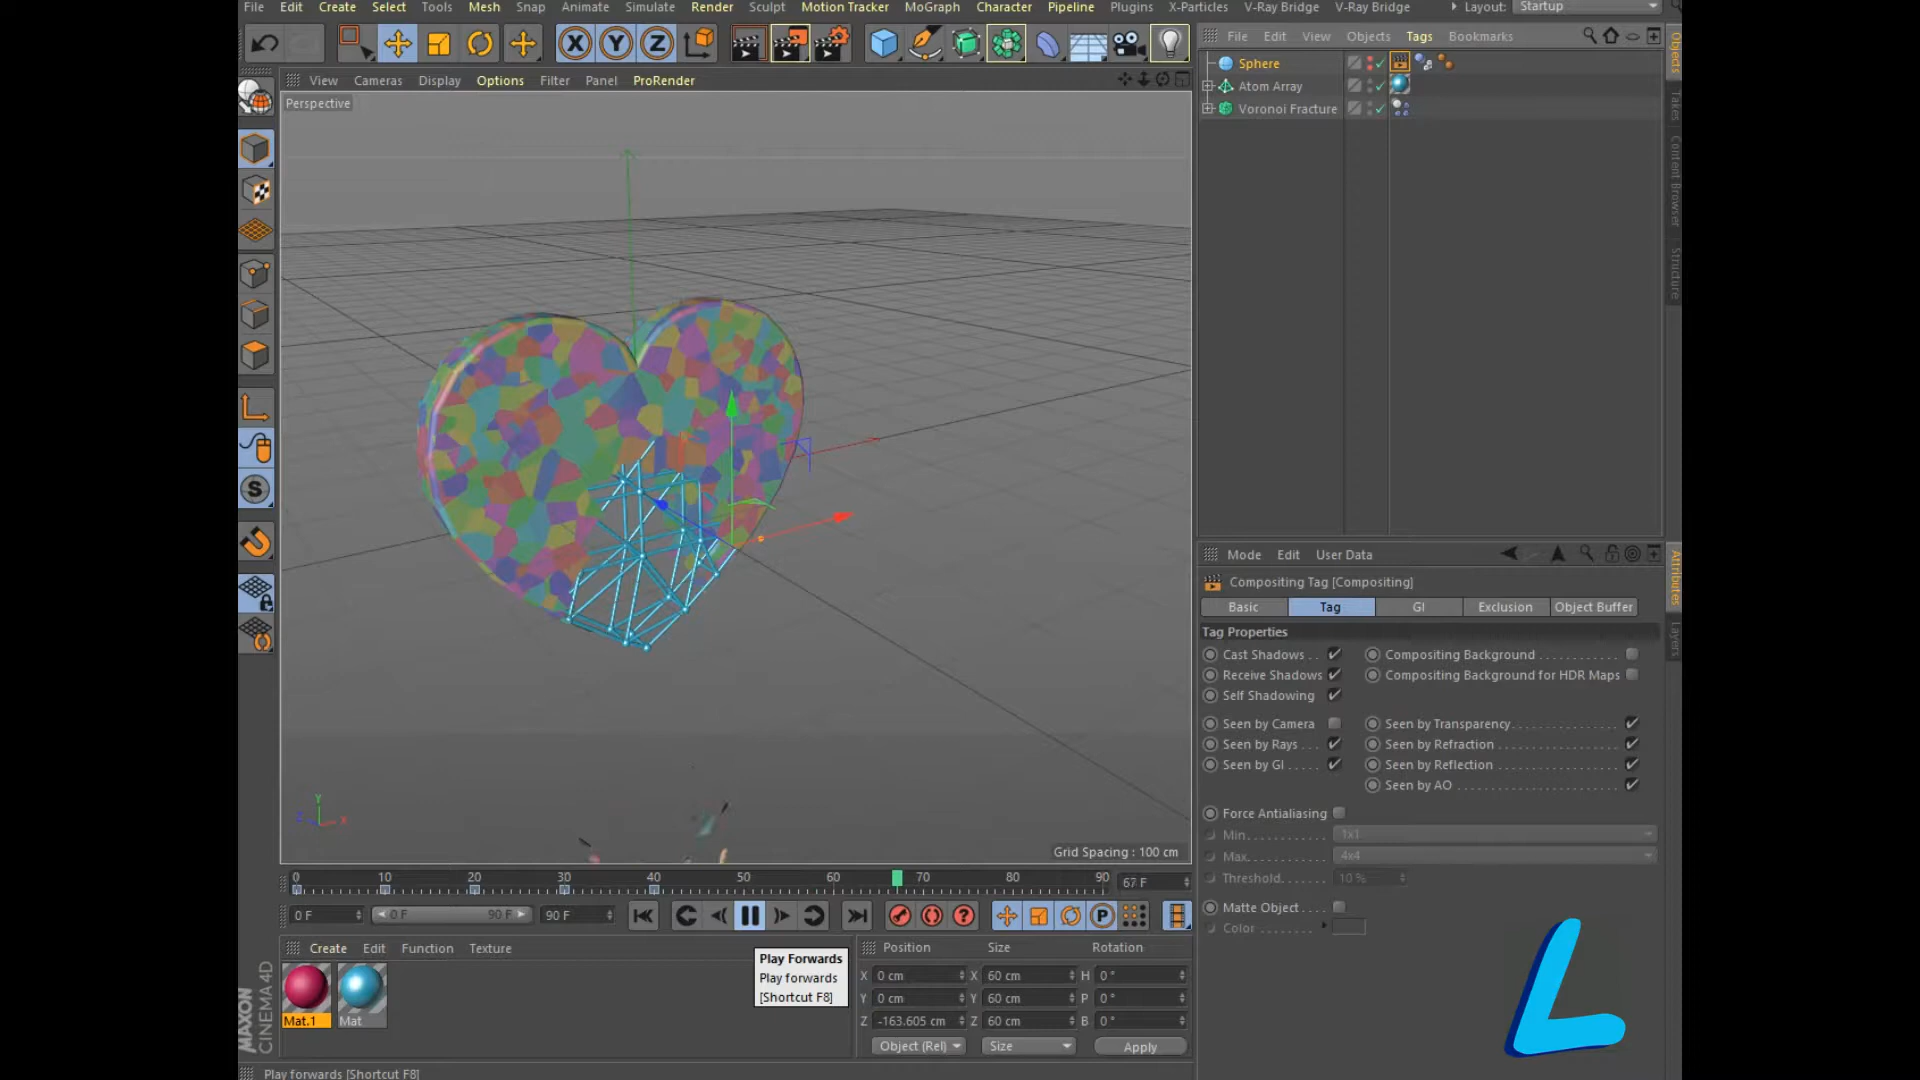 File Edit Create Select Tools Mesh Snap Animate Simulate Render Sculpt Motion Tracker MoGraph Character Pipeline Plugins X-Particles V-Ray Bridge V-Ray Bridge Layout: Startup
X Y Z
File Edit View Objects Tags Bookmarks
View Cameras Display Options Filter Panel ProRender
Perspective
Sphere
Atom Array
Voronoi Fracture
Objects
Takes
Content Browser
Structure
S
Mode Edit User Data
Compositing Tag [Compositing]
Basic Tag GI Exclusion Object Buffer
Tag Properties
Cast Shadows . . Compositing Background
Receive Shadows Compositing Background for HDR Maps
Self Shadowing
Seen by Camera Seen by Transparency
Seen by Rays Seen by Refraction
Seen by GI Seen by Reflection
Seen by AO
Force Antialiasing
Min 1x1
Max 4x4
Threshold 10 %
Matte Object
Color
Attributes
Layers
Y
Z X
Grid Spacing : 100 cm
0 10 20 30 40 50 60 70 80 90 67 F
0 F 0 F 90 F 90 F
P
Create Edit Function Texture
Mat.1 Mat
MAXON
CINEMA 4D
Play Forwards
Play forwards
[Shortcut F8]
Position Size Rotation
X 0 cm X 60 cm H 0 °
Y 0 cm Y 60 cm P 0 °
Z -163.605 cm Z 60 cm B 0 °
Object (Rel) Size Apply
Play forwards [Shortcut F8]
L